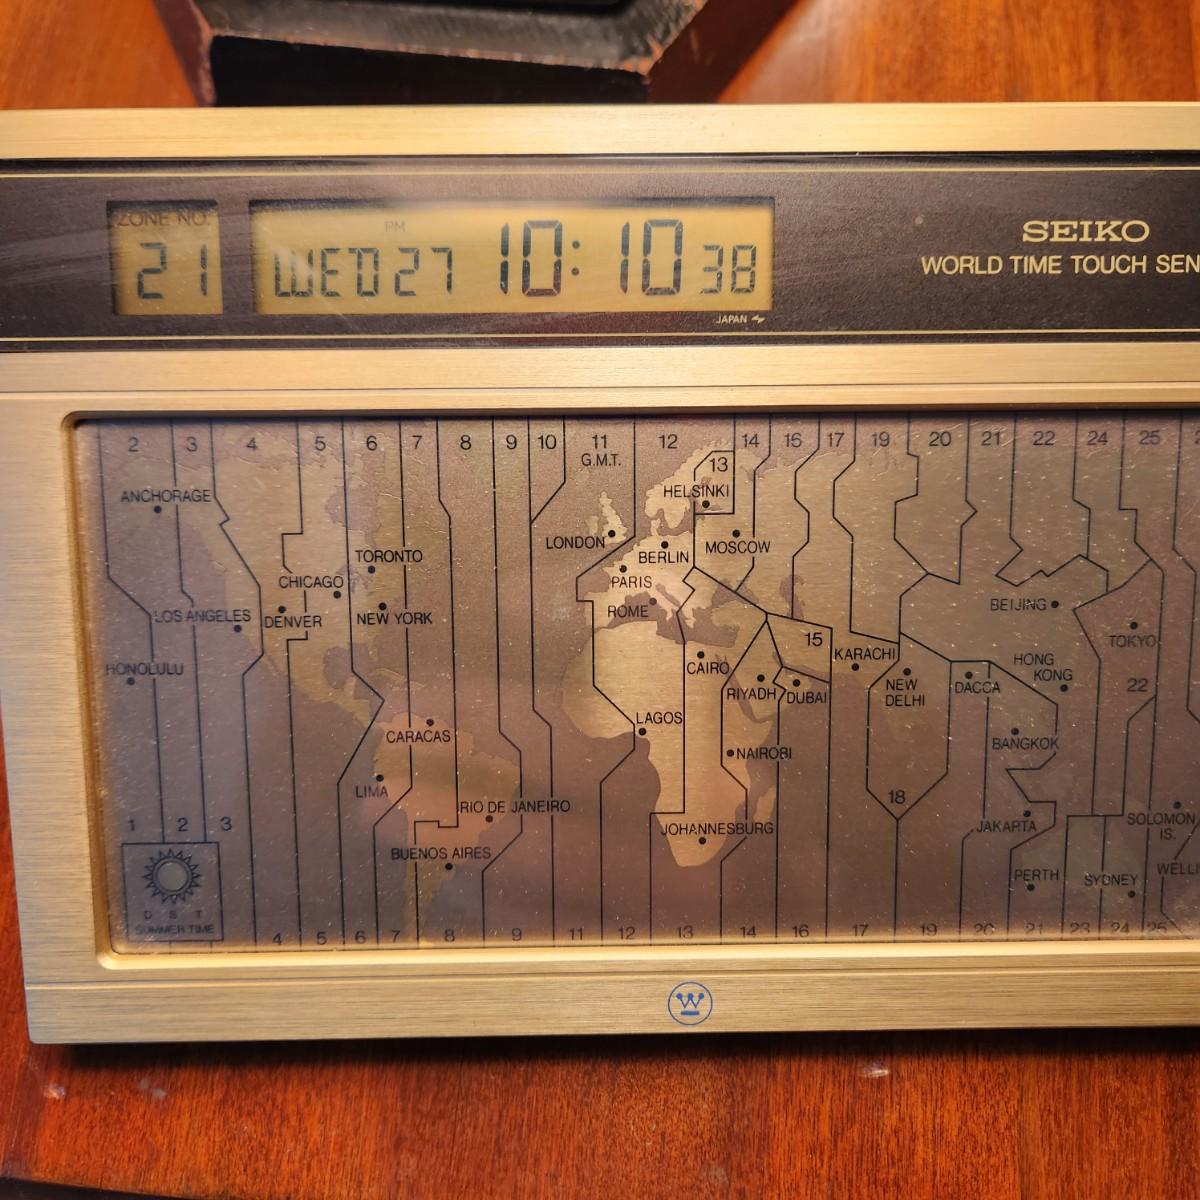 ZONE NO.
21
PM
WED 27 10:10 38
JAPAN
SEIKO
WORLD TIME TOUCH SEN
2 3 4 5 6 7 8 9 10 11 12 14 16 17 19 20 21 22 24 25
G.M.T.
13
ANCHORAGE
HELSINKI
LONDON
MOSCOW
BERLIN
TORONTO
CHICAGO
PARIS
BEIJING
LOS ANGELES
DENVER
NEW YORK
ROME
TOKYO
15
HONOLULU
CAIRO
KARACHI
HONG
KONG
RIYADH
DUBAI
NEW
DELHI
DACCA
22
CARACAS
LAGOS
NAIROBI
BANGKOK
LIMA
RIO DE JANEIRO
18
1 2 3
JOHANNESBURG
JAKARTA
SOLOMON
IS.
BUENOS AIRES
PERTH
SYDNEY
WELLI
D S T
SUMMER TIME
4 5 6 7 8 9 11 12 13 14 16 17 19 20 21 23 24 25
W